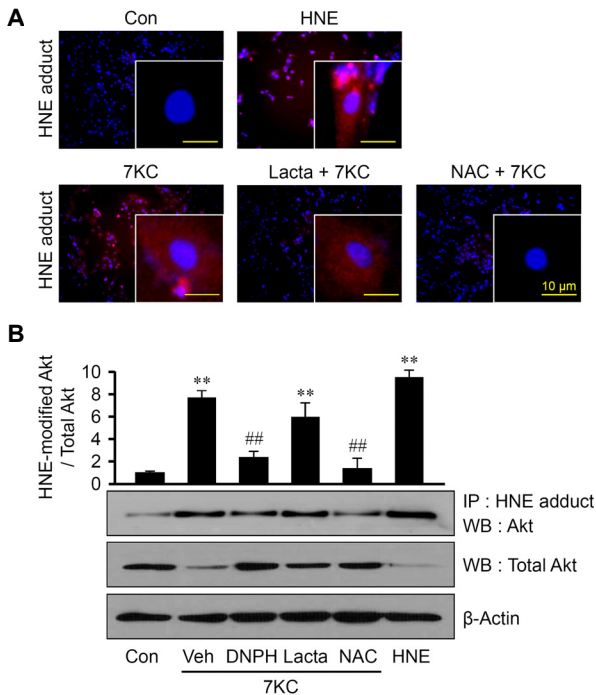 A
Con HNE
HNE adduct
7KC Lacta + 7KC NAC + 7KC
HNE adduct
10 µm
B
HNE-modified Akt
/ Total Akt
10
8
6
4
2
0
** ## ** ## **
IP : HNE adduct
WB : Akt
WB : Total Akt
β-Actin
Con Veh DNPH Lacta NAC HNE
7KC